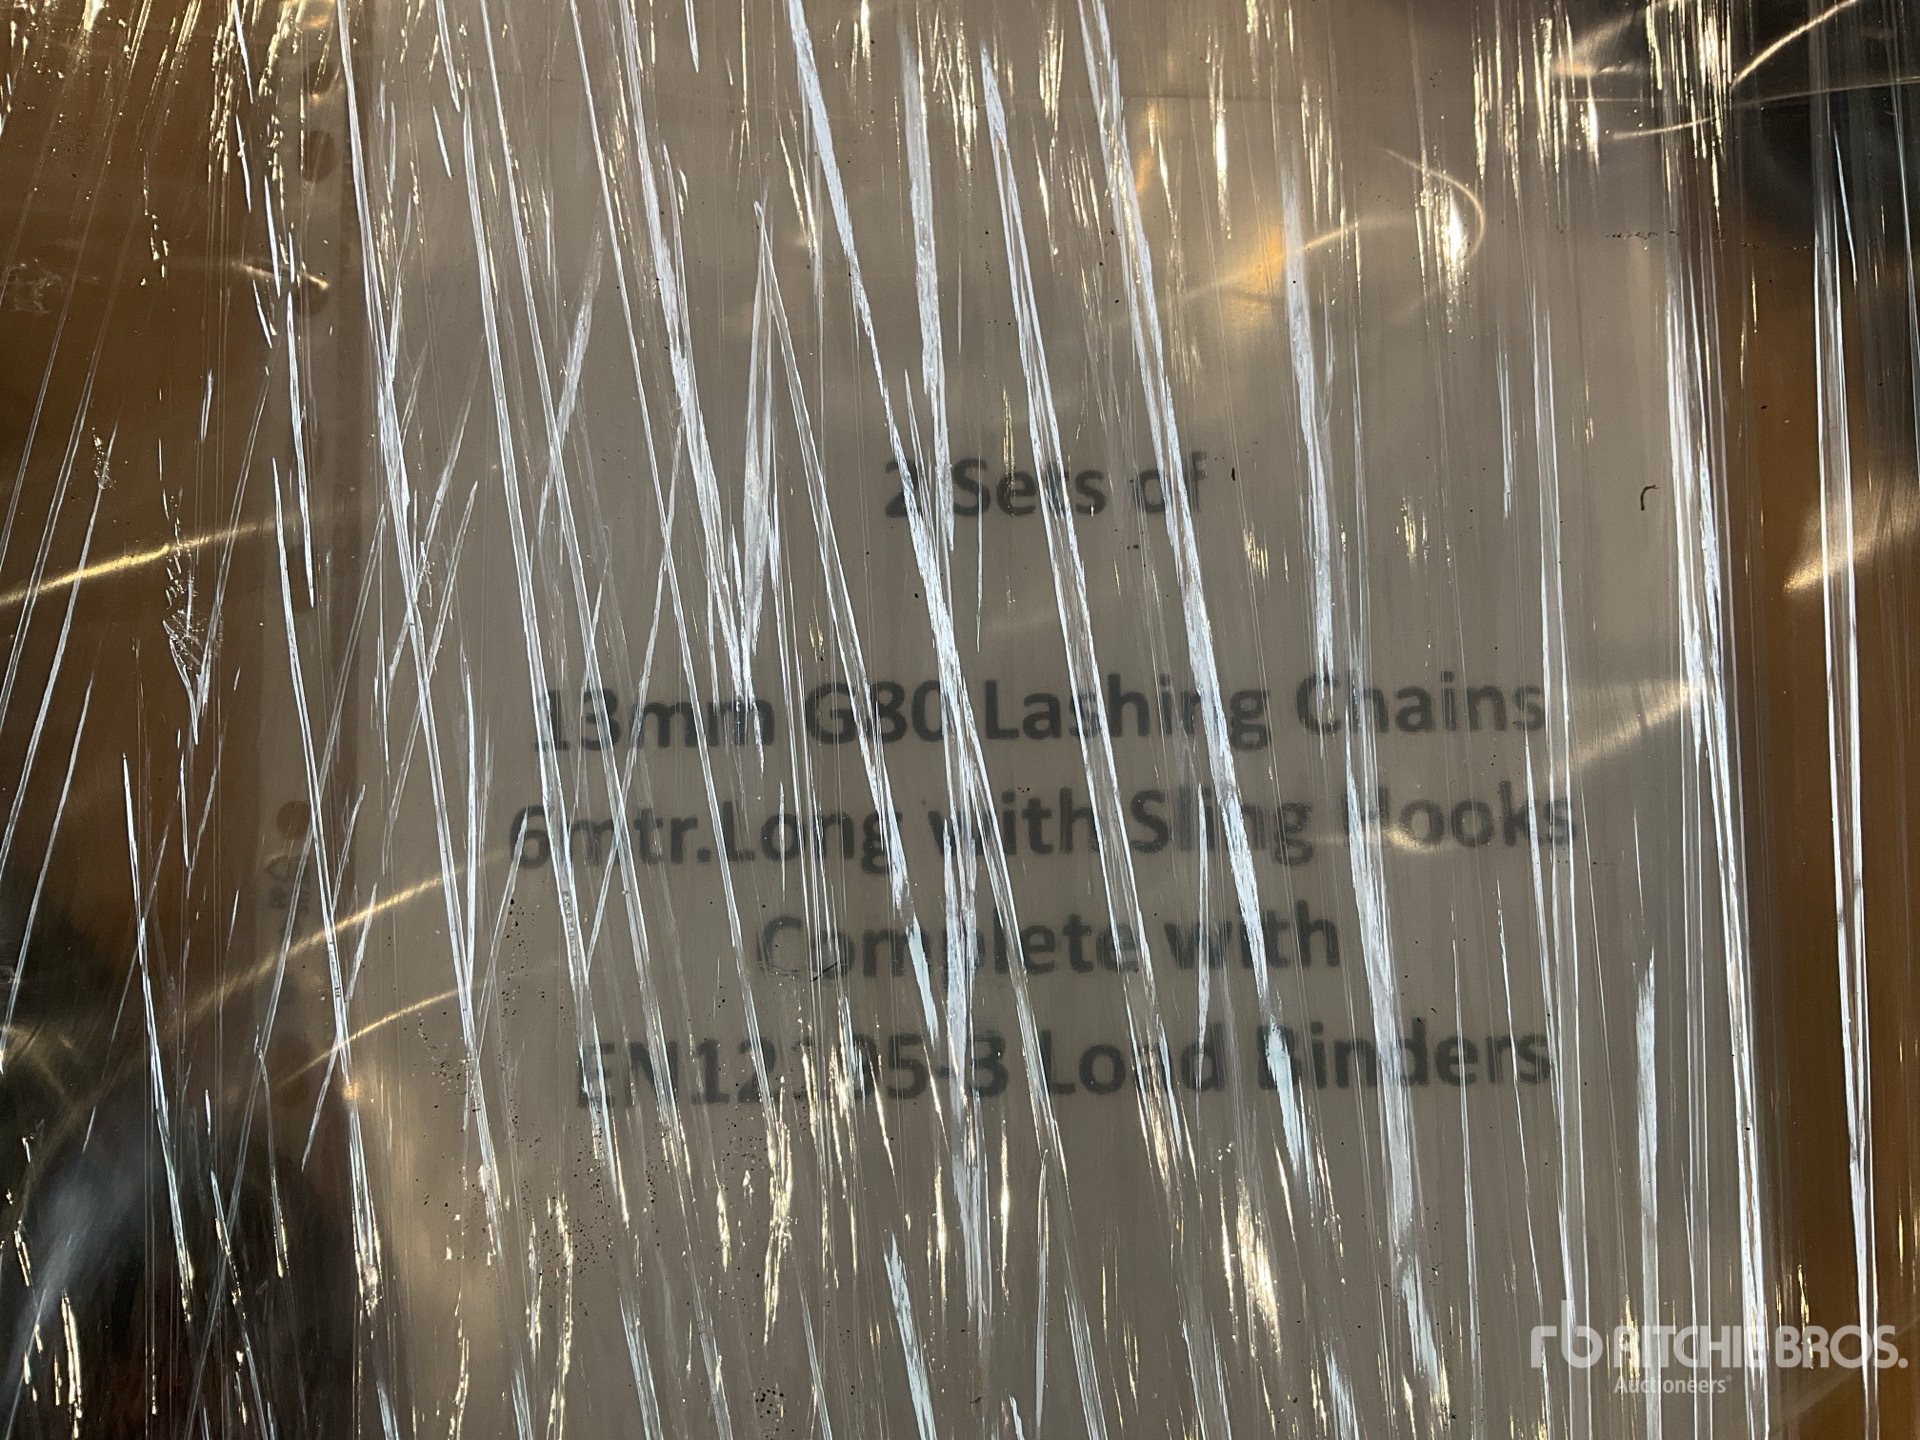 2 Sets of
13mm G80 Lashing Chains
6mtr.Long with Sling Hooks
Complete with
EN12195-3 Load Binders
rb RITCHIE BROS.
Auctioneers